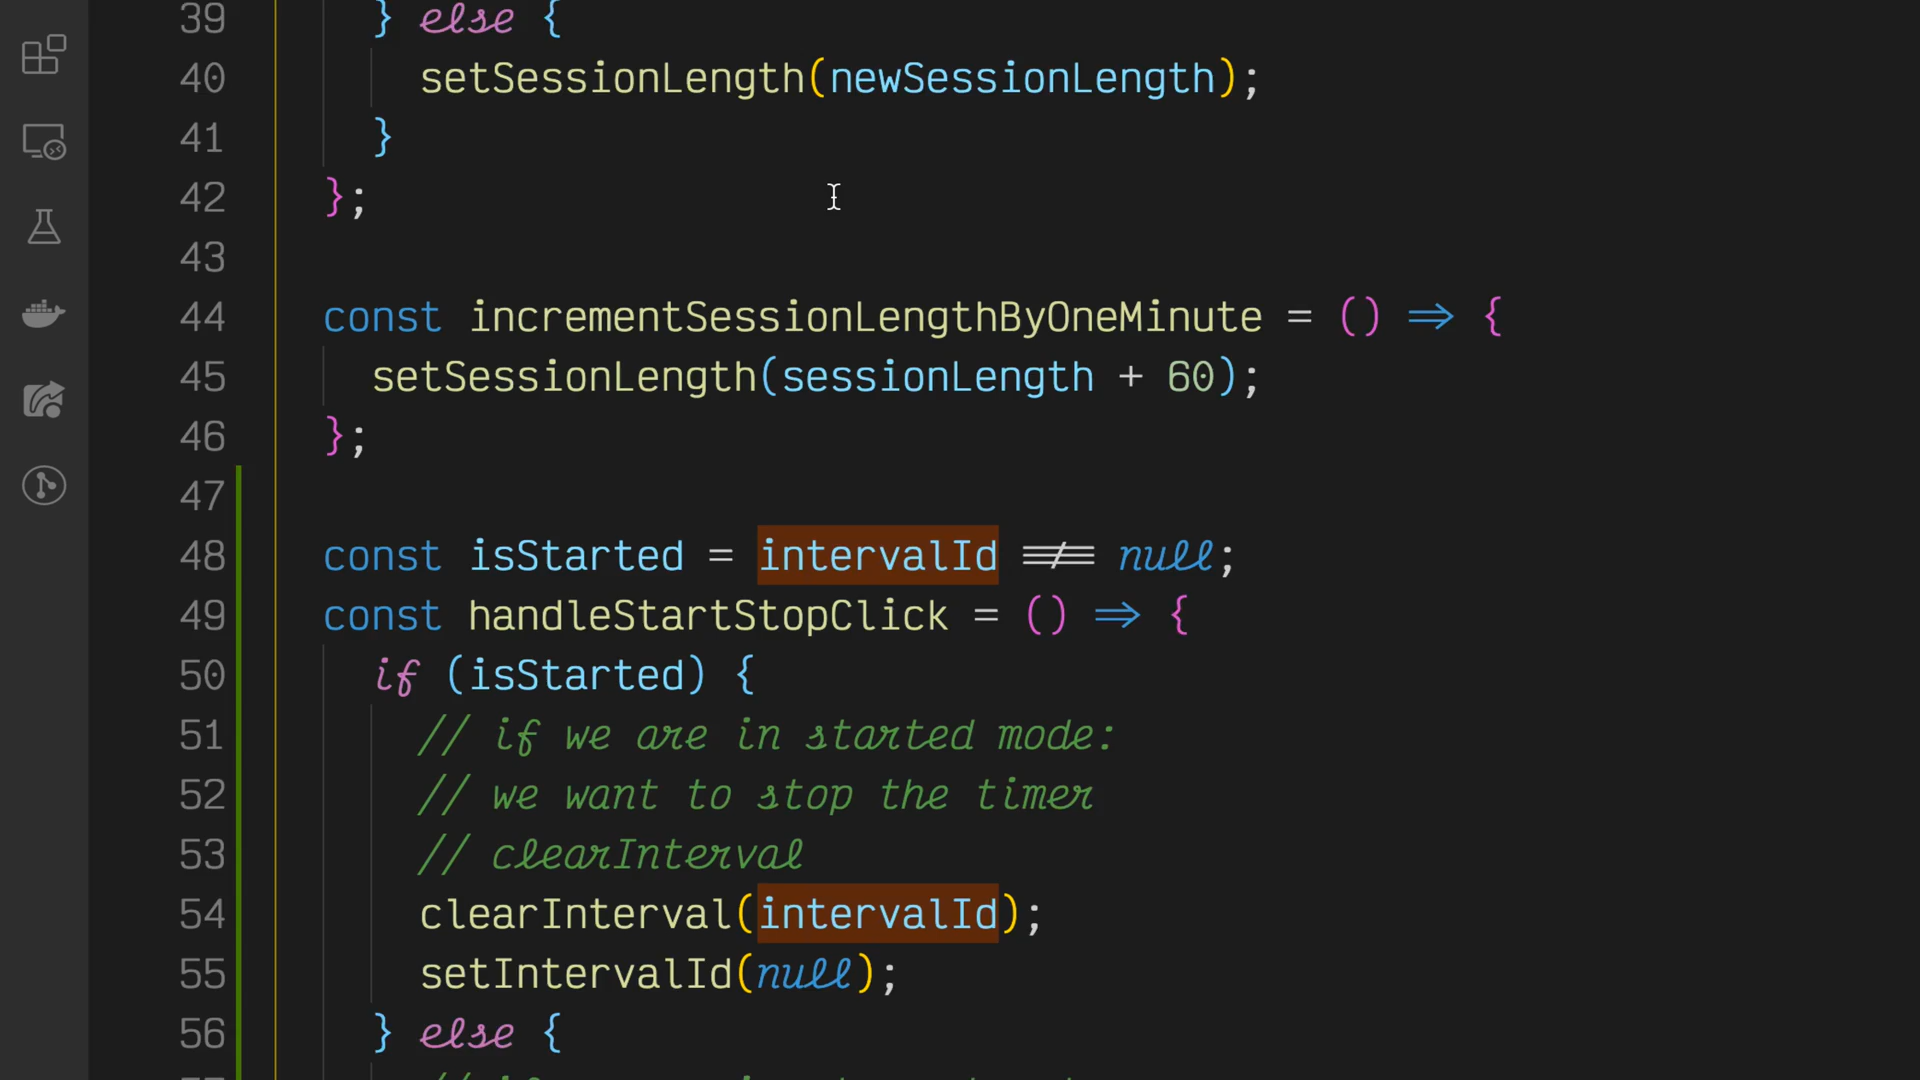 39 } else {
40 setSessionLength(newSessionLength);
41 }
42 };
43
44 const incrementSessionLengthByOneMinute = () => {
45 setSessionLength(sessionLength + 60);
46 };
47
48 const isStarted = intervalId !== null;
49 const handleStartStopClick = () => {
50 if (isStarted) {
51 // if we are in started mode:
52 // we want to stop the timer
53 // clearInterval
54 clearInterval(intervalId);
55 setIntervalId(null);
56 } else {